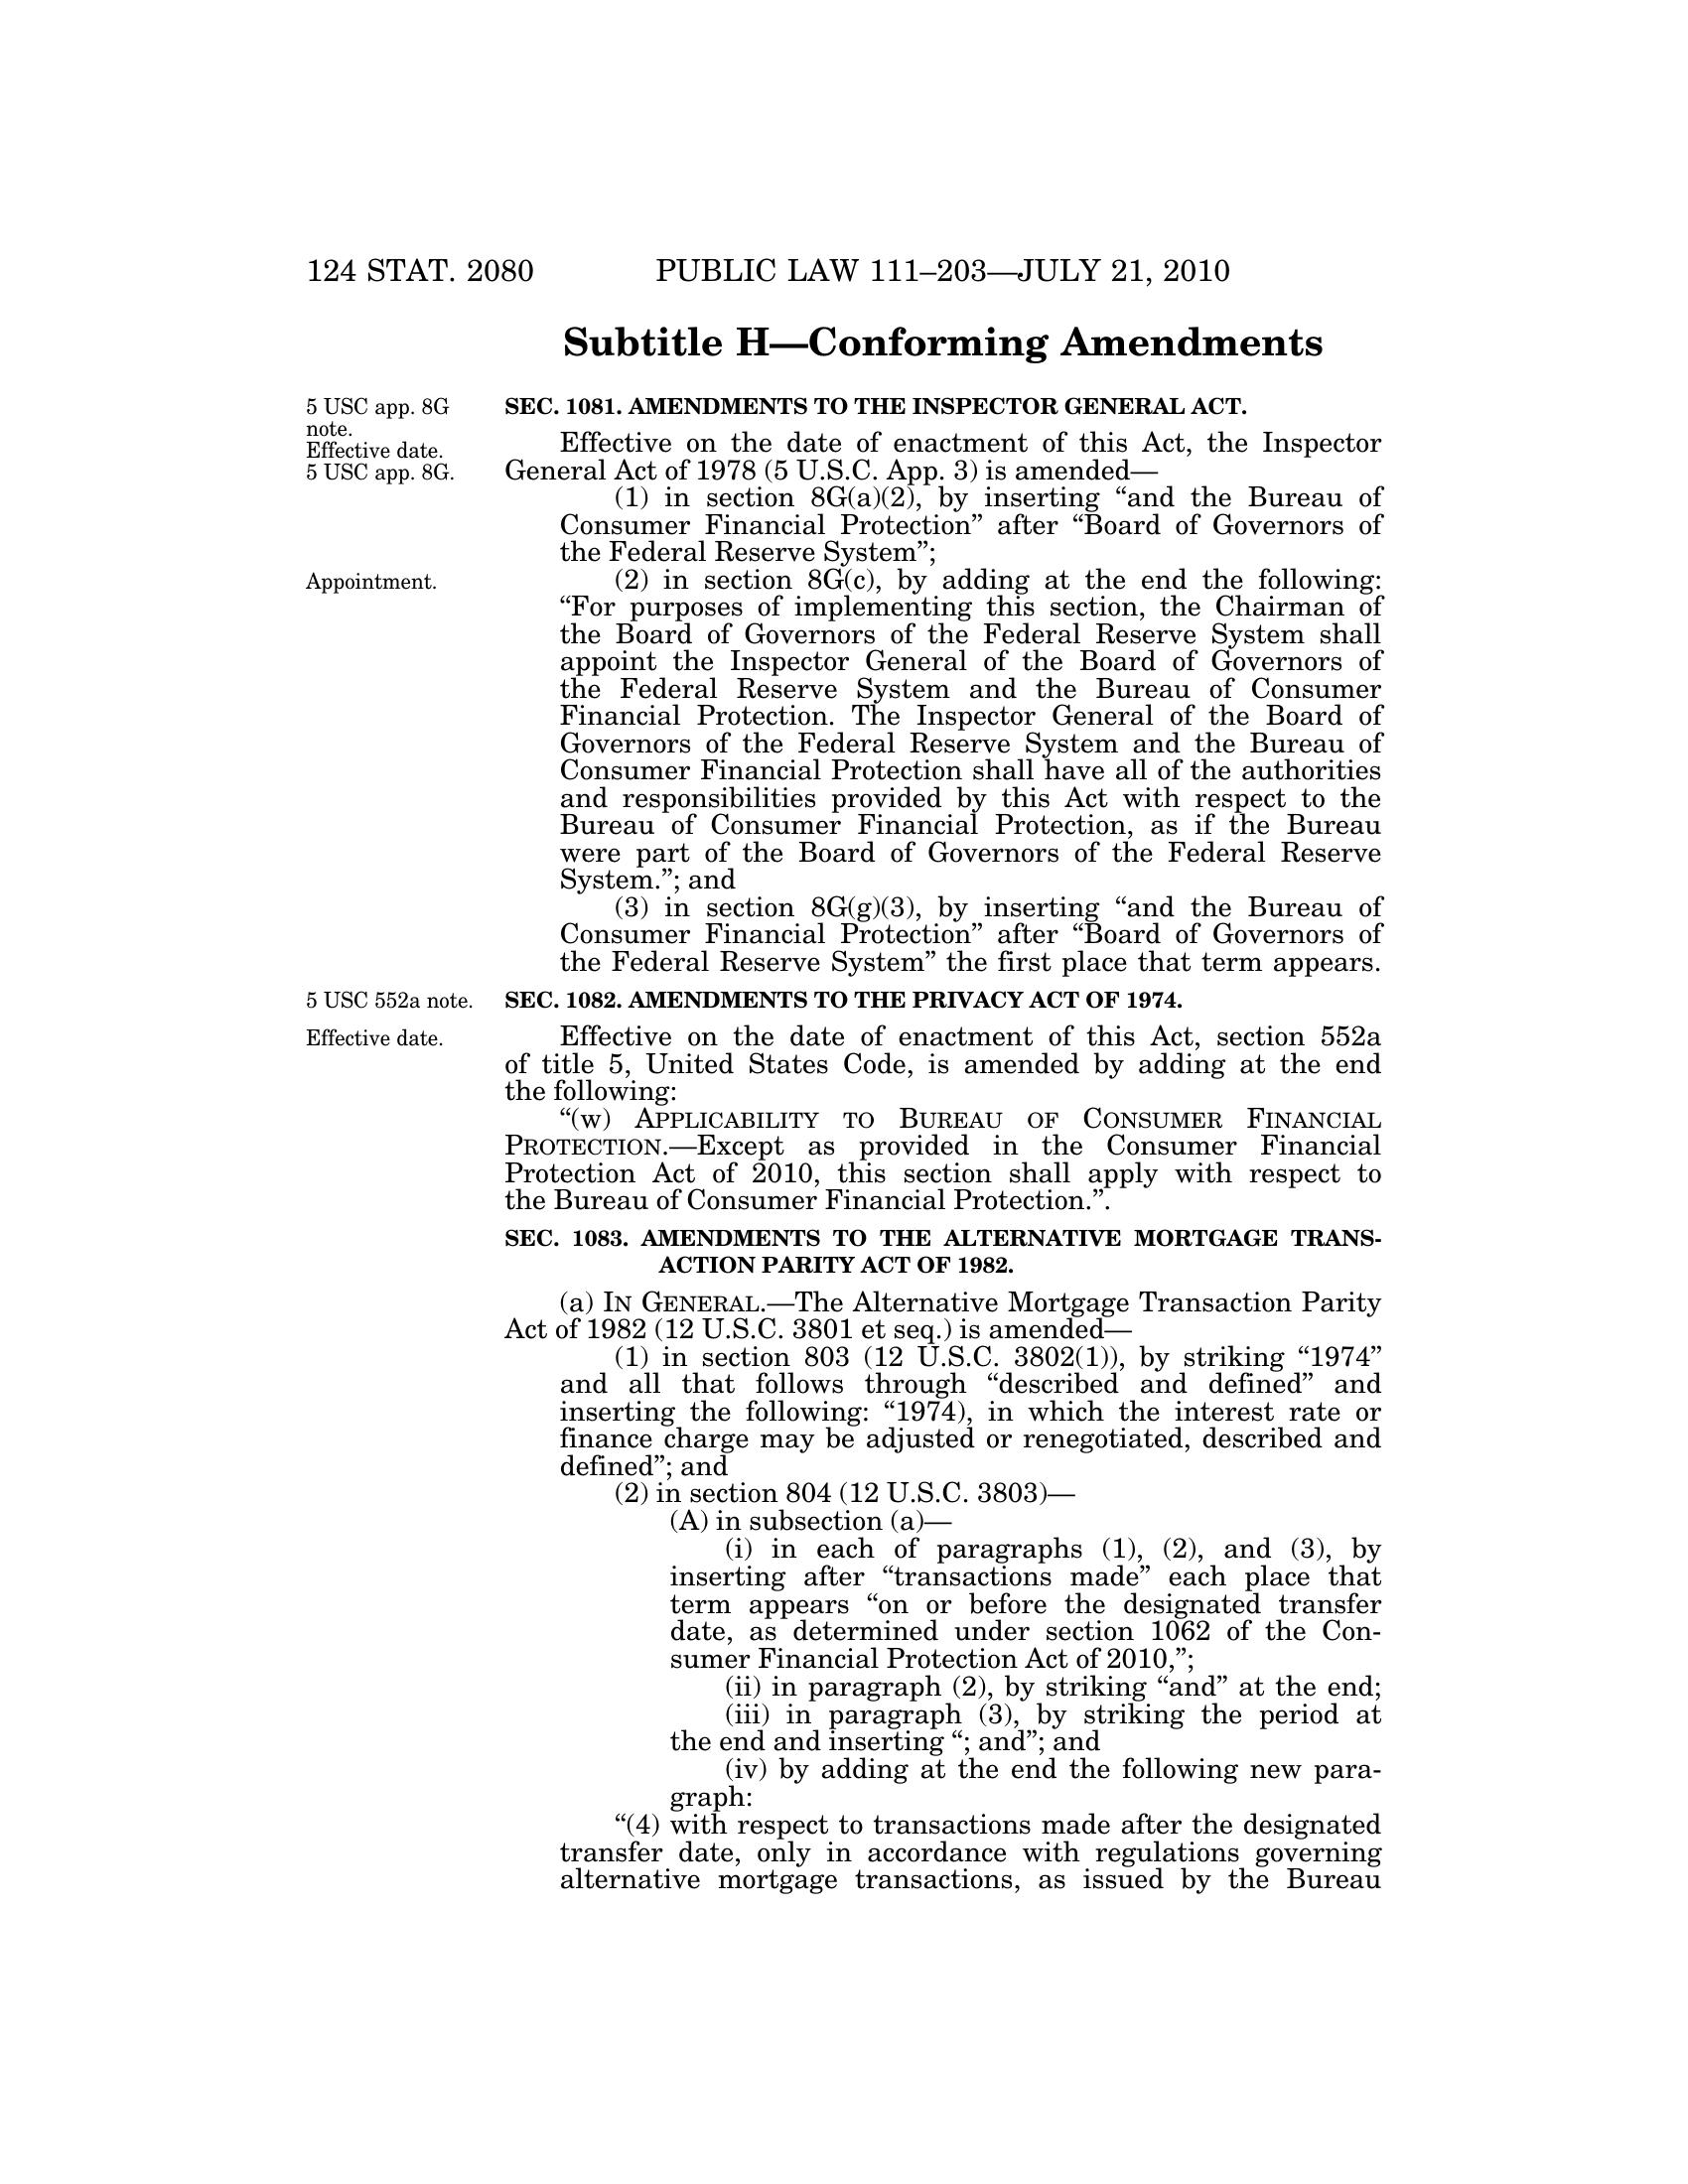 124 STAT. 2080 PUBLIC LAW 111–203—JULY 21, 2010
Subtitle H—Conforming Amendments
5 USC app. 8G
note.
Effective date.
5 USC app. 8G.
SEC. 1081. AMENDMENTS TO THE INSPECTOR GENERAL ACT.
Effective on the date of enactment of this Act, the Inspector
General Act of 1978 (5 U.S.C. App. 3) is amended—
(1) in section 8G(a)(2), by inserting “and the Bureau of
Consumer Financial Protection” after “Board of Governors of
the Federal Reserve System”;
Appointment.
(2) in section 8G(c), by adding at the end the following:
“For purposes of implementing this section, the Chairman of
the Board of Governors of the Federal Reserve System shall
appoint the Inspector General of the Board of Governors of
the Federal Reserve System and the Bureau of Consumer
Financial Protection. The Inspector General of the Board of
Governors of the Federal Reserve System and the Bureau of
Consumer Financial Protection shall have all of the authorities
and responsibilities provided by this Act with respect to the
Bureau of Consumer Financial Protection, as if the Bureau
were part of the Board of Governors of the Federal Reserve
System.”; and
(3) in section 8G(g)(3), by inserting “and the Bureau of
Consumer Financial Protection” after “Board of Governors of
the Federal Reserve System” the first place that term appears.
5 USC 552a note.
SEC. 1082. AMENDMENTS TO THE PRIVACY ACT OF 1974.
Effective date.
Effective on the date of enactment of this Act, section 552a
of title 5, United States Code, is amended by adding at the end
the following:
“(w) APPLICABILITY TO BUREAU OF CONSUMER FINANCIAL
PROTECTION.—Except as provided in the Consumer Financial
Protection Act of 2010, this section shall apply with respect to
the Bureau of Consumer Financial Protection.”.
SEC. 1083. AMENDMENTS TO THE ALTERNATIVE MORTGAGE TRANS-
ACTION PARITY ACT OF 1982.
(a) IN GENERAL.—The Alternative Mortgage Transaction Parity
Act of 1982 (12 U.S.C. 3801 et seq.) is amended—
(1) in section 803 (12 U.S.C. 3802(1)), by striking “1974”
and all that follows through “described and defined” and
inserting the following: “1974), in which the interest rate or
finance charge may be adjusted or renegotiated, described and
defined”; and
(2) in section 804 (12 U.S.C. 3803)—
(A) in subsection (a)—
(i) in each of paragraphs (1), (2), and (3), by
inserting after “transactions made” each place that
term appears “on or before the designated transfer
date, as determined under section 1062 of the Con-
sumer Financial Protection Act of 2010,”;
(ii) in paragraph (2), by striking “and” at the end;
(iii) in paragraph (3), by striking the period at
the end and inserting “; and”; and
(iv) by adding at the end the following new para-
graph:
“(4) with respect to transactions made after the designated
transfer date, only in accordance with regulations governing
alternative mortgage transactions, as issued by the Bureau